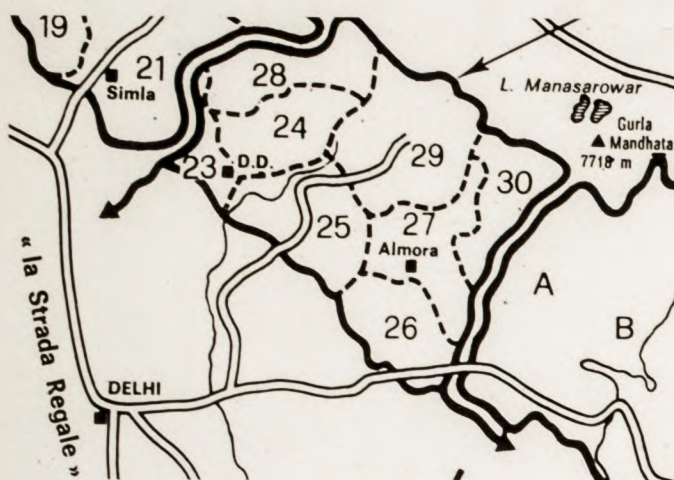 19
21
Simla
28
24
23
D.D.
29
30
25
27
Almora
26
L. Manasarowar
Gurla
Mandhata
7718 m
A
B
« la Strada Regale »
DELHI